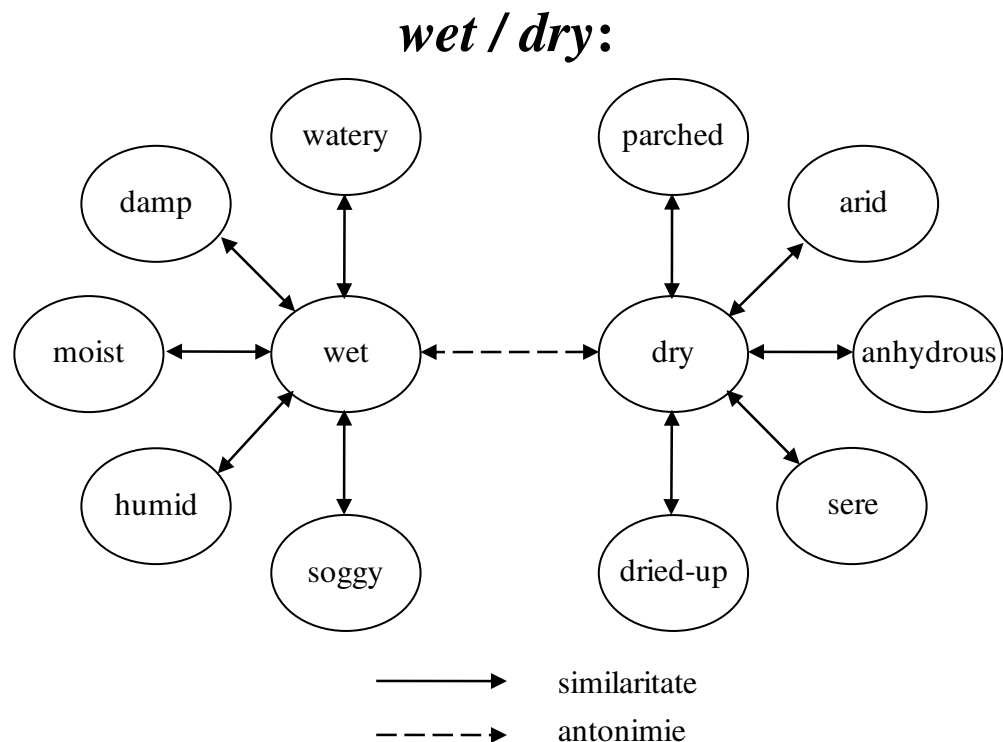 wet / dry:
watery
parched
damp
arid
moist
wet
dry
anhydrous
humid
sere
soggy
dried-up
similaritate
antonimie